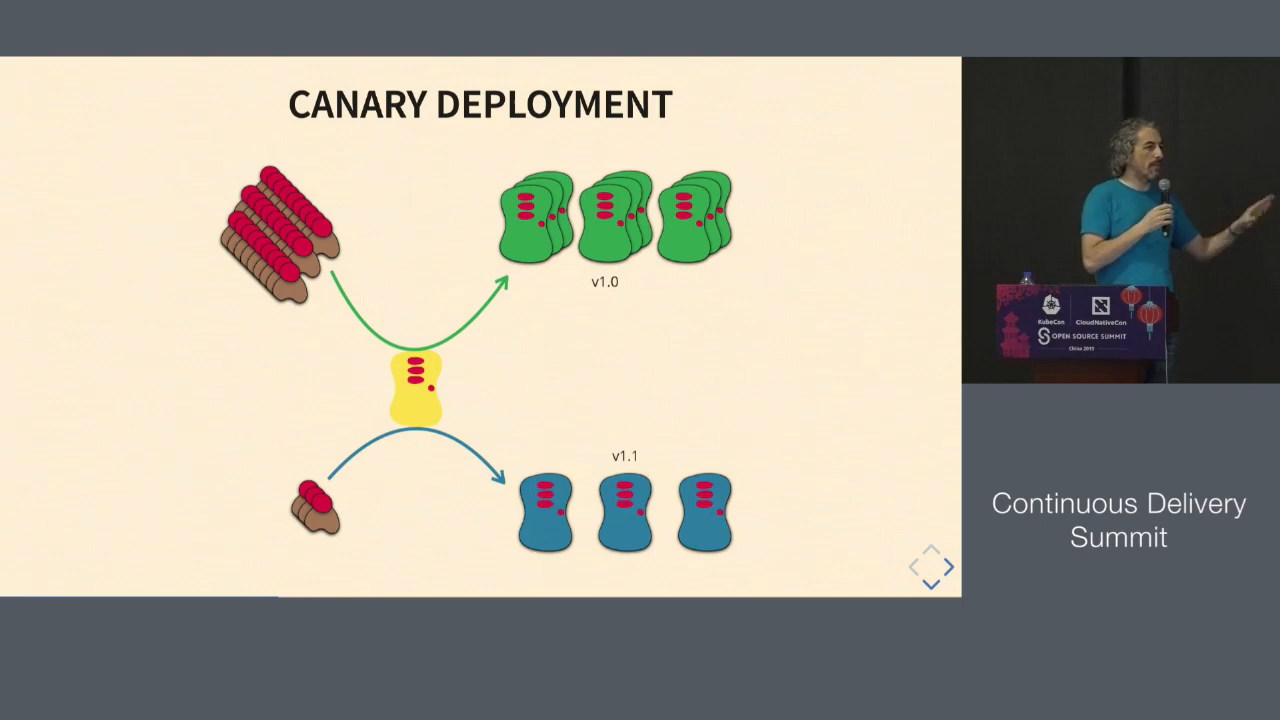 CANARY DEPLOYMENT
v1.0
v1.1
KubeCon
CloudNativeCon
OPEN SOURCE SUMMIT
China 2019
Continuous Delivery
Summit